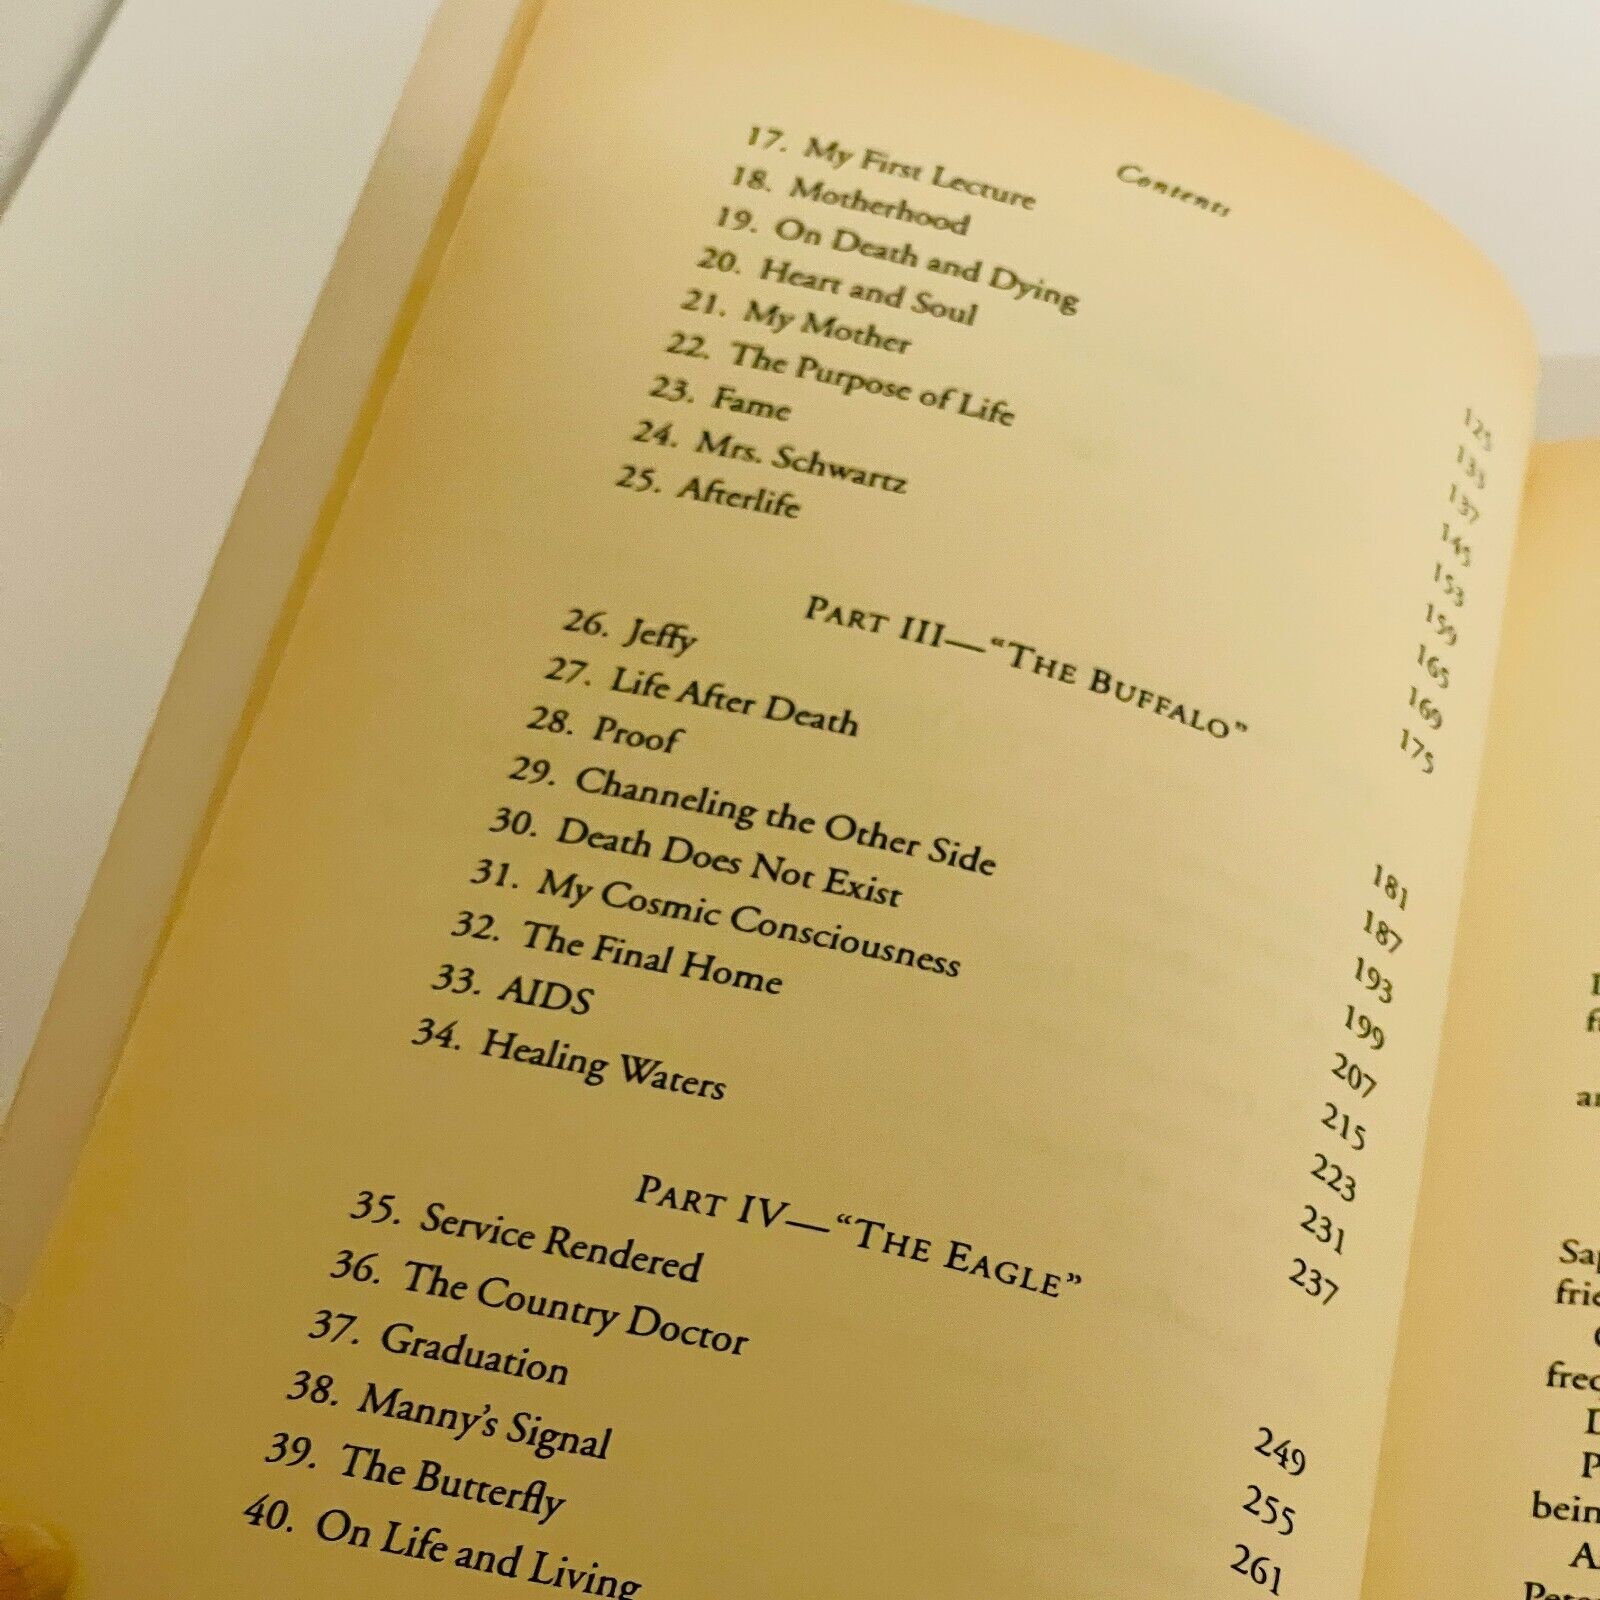 Contents
17. My First Lecture 125
18. Motherhood 133
19. On Death and Dying 137
20. Heart and Soul 145
21. My Mother 153
22. The Purpose of Life 159
23. Fame 165
24. Mrs. Schwartz 169
25. Afterlife 175
PART III—“THE BUFFALO”
26. Jeffy 181
27. Life After Death 187
28. Proof 193
29. Channeling the Other Side 199
30. Death Does Not Exist 207
31. My Cosmic Consciousness 215
32. The Final Home 223
33. AIDS 231
34. Healing Waters 237
PART IV—“THE EAGLE”
35. Service Rendered 249
36. The Country Doctor 255
37. Graduation 261
38. Manny’s Signal
39. The Butterfly
40. On Life and Living